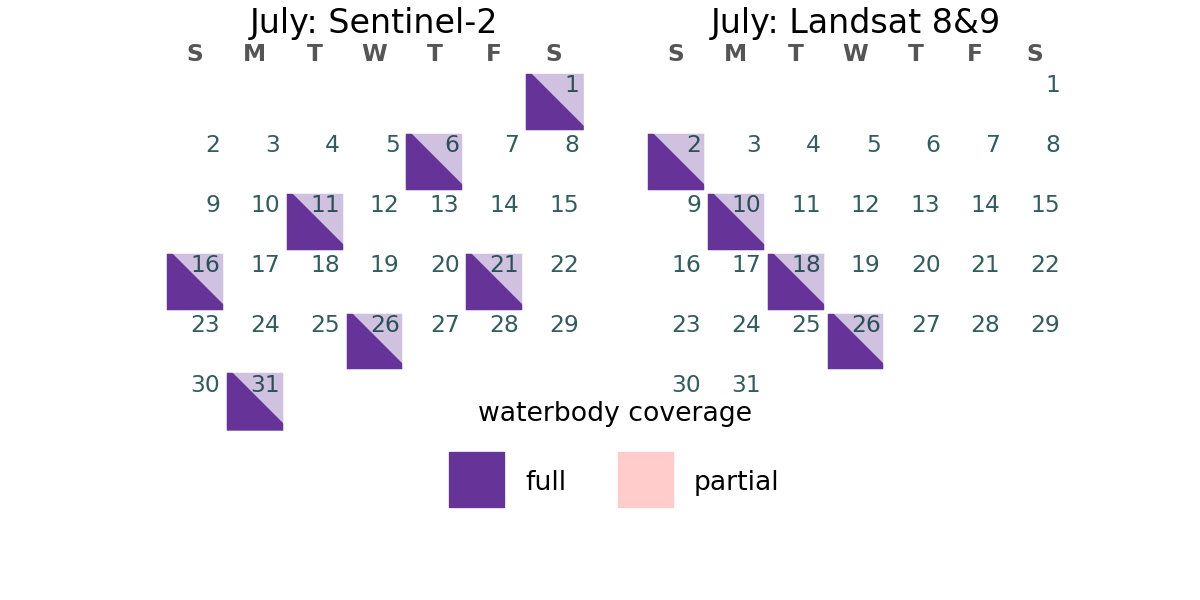 July: Sentinel-2
S M T W T F S
1
2 3 4 5 6 7 8
9 10 11 12 13 14 15
16 17 18 19 20 21 22
23 24 25 26 27 28 29
30 31
July: Landsat 8&9
S M T W T F S
1
2 3 4 5 6 7 8
9 10 11 12 13 14 15
16 17 18 19 20 21 22
23 24 25 26 27 28 29
30 31
waterbody coverage
full partial